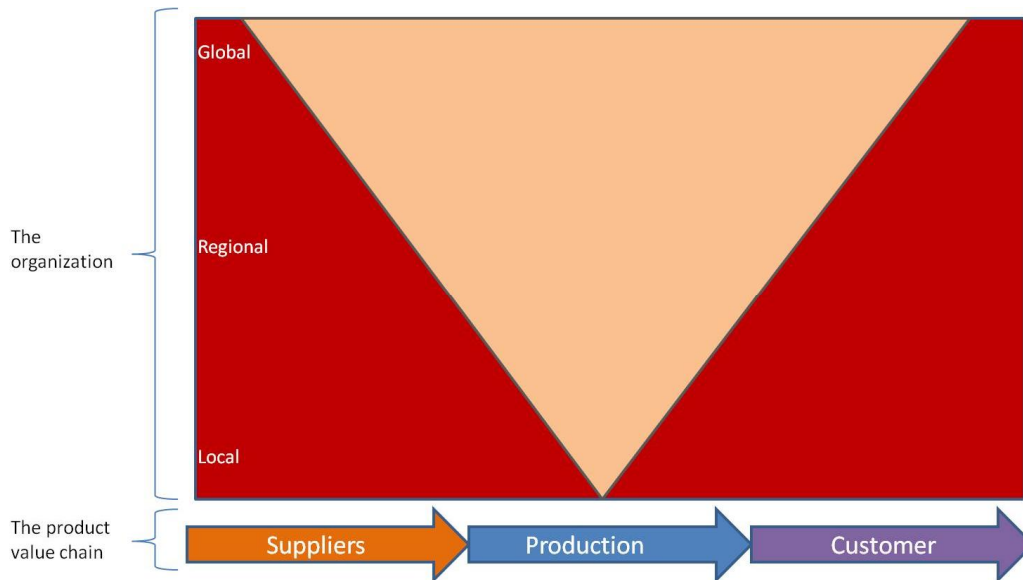 Global
The
organization
Regional
Local
The product
value chain
Suppliers
Production
Customer